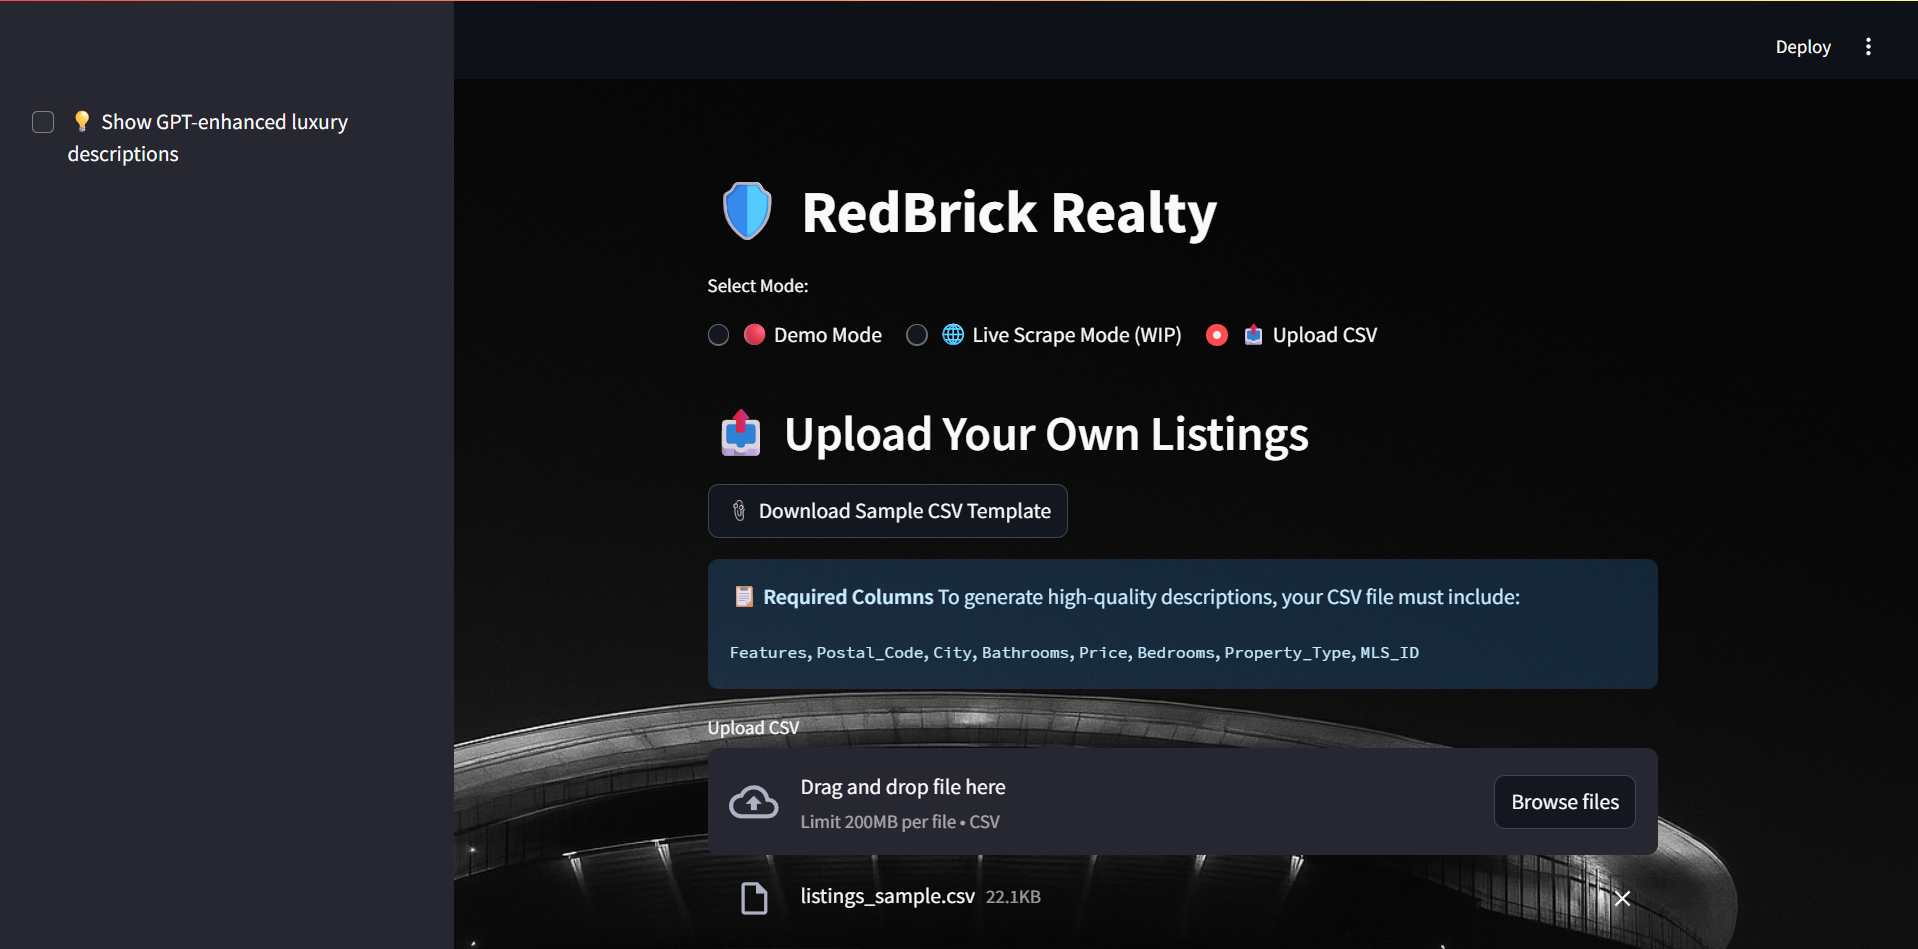 Deploy
💡 Show GPT-enhanced luxury
descriptions
🛡️ RedBrick Realty
Select Mode:
🔴 Demo Mode 🌐 Live Scrape Mode (WIP) 📤 Upload CSV
📤 Upload Your Own Listings
📎 Download Sample CSV Template
📋 Required Columns To generate high-quality descriptions, your CSV file must include:
Features, Postal_Code, City, Bathrooms, Price, Bedrooms, Property_Type, MLS_ID
Upload CSV
Drag and drop file here
Limit 200MB per file • CSV
Browse files
listings_sample.csv 22.1KB